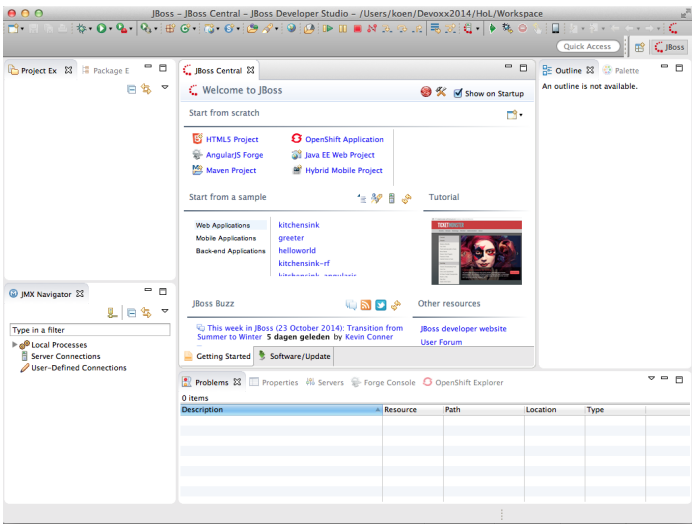 JBoss – JBoss Central – JBoss Developer Studio – /Users/koen/Devoxx2014/HoL/Workspace
Quick Access
JBoss
Project Ex
Package E
JBoss Central
Outline
Palette
An outline is not available.
Welcome to JBoss
Show on Startup
Start from scratch
HTML5 Project
OpenShift Application
AngularJS Forge
Java EE Web Project
Maven Project
Hybrid Mobile Project
Start from a sample
Tutorial
Web Applications
kitchensink
Mobile Applications
greeter
Back-end Applications
helloworld
kitchensink-rf
kitchensink-angularjs
TICKETMONSTER
JMX Navigator
Type in a filter
Local Processes
Server Connections
User-Defined Connections
JBoss Buzz
Other resources
This week in JBoss (23 October 2014): Transition from
Summer to Winter 5 dagen geleden by Kevin Conner
JBoss developer website
User Forum
Getting Started
Software/Update
Problems
Properties
Servers
Forge Console
OpenShift Explorer
0 items
Description
Resource
Path
Location
Type